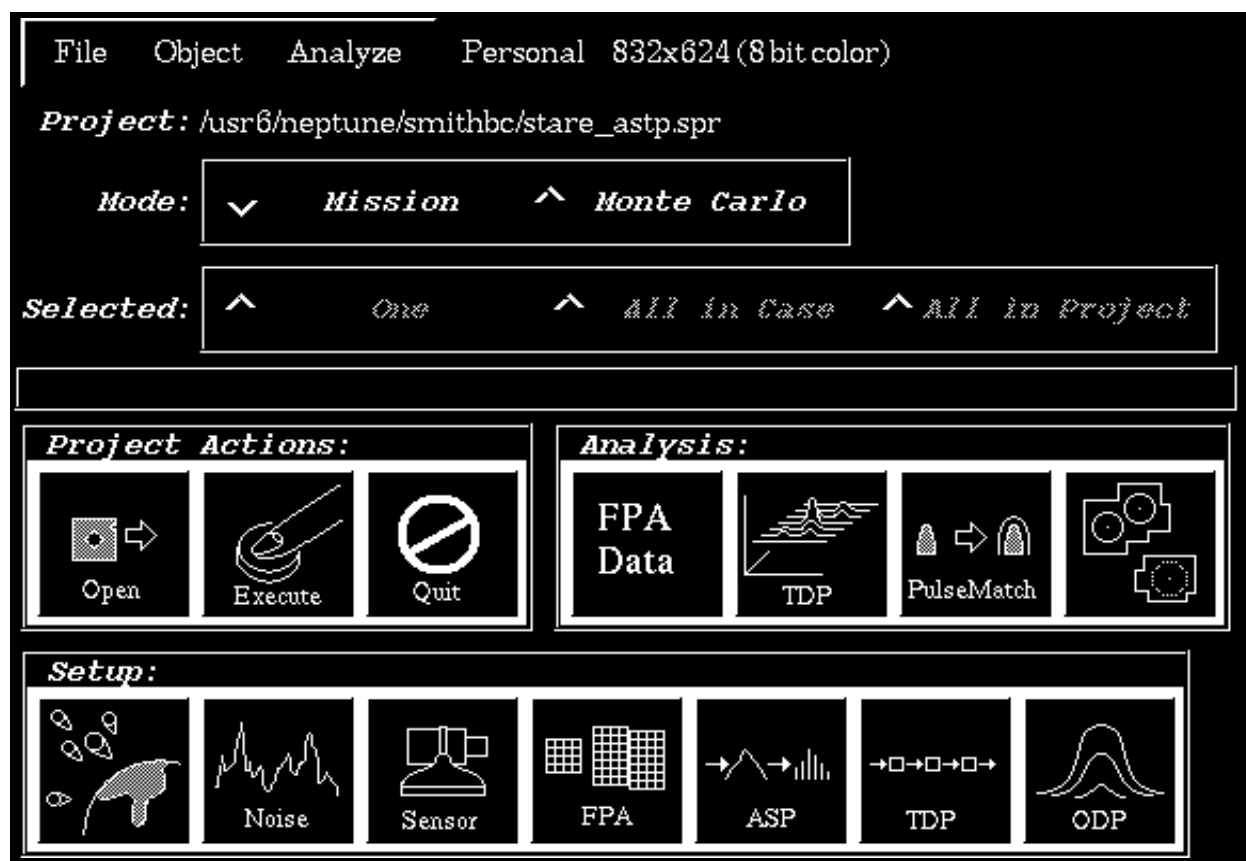 File Object Analyze Personal 832x624 (8 bit color)
Project: /usr6/neptune/smithbc/stare_astp.spr
Mode: Mission Monte Carlo
Selected: One All in Case All in Project
Project Actions:
Open Execute Quit
Analysis:
FPA
Data
TDP PulseMatch
Setup:
Noise Sensor FPA ASP TDP ODP